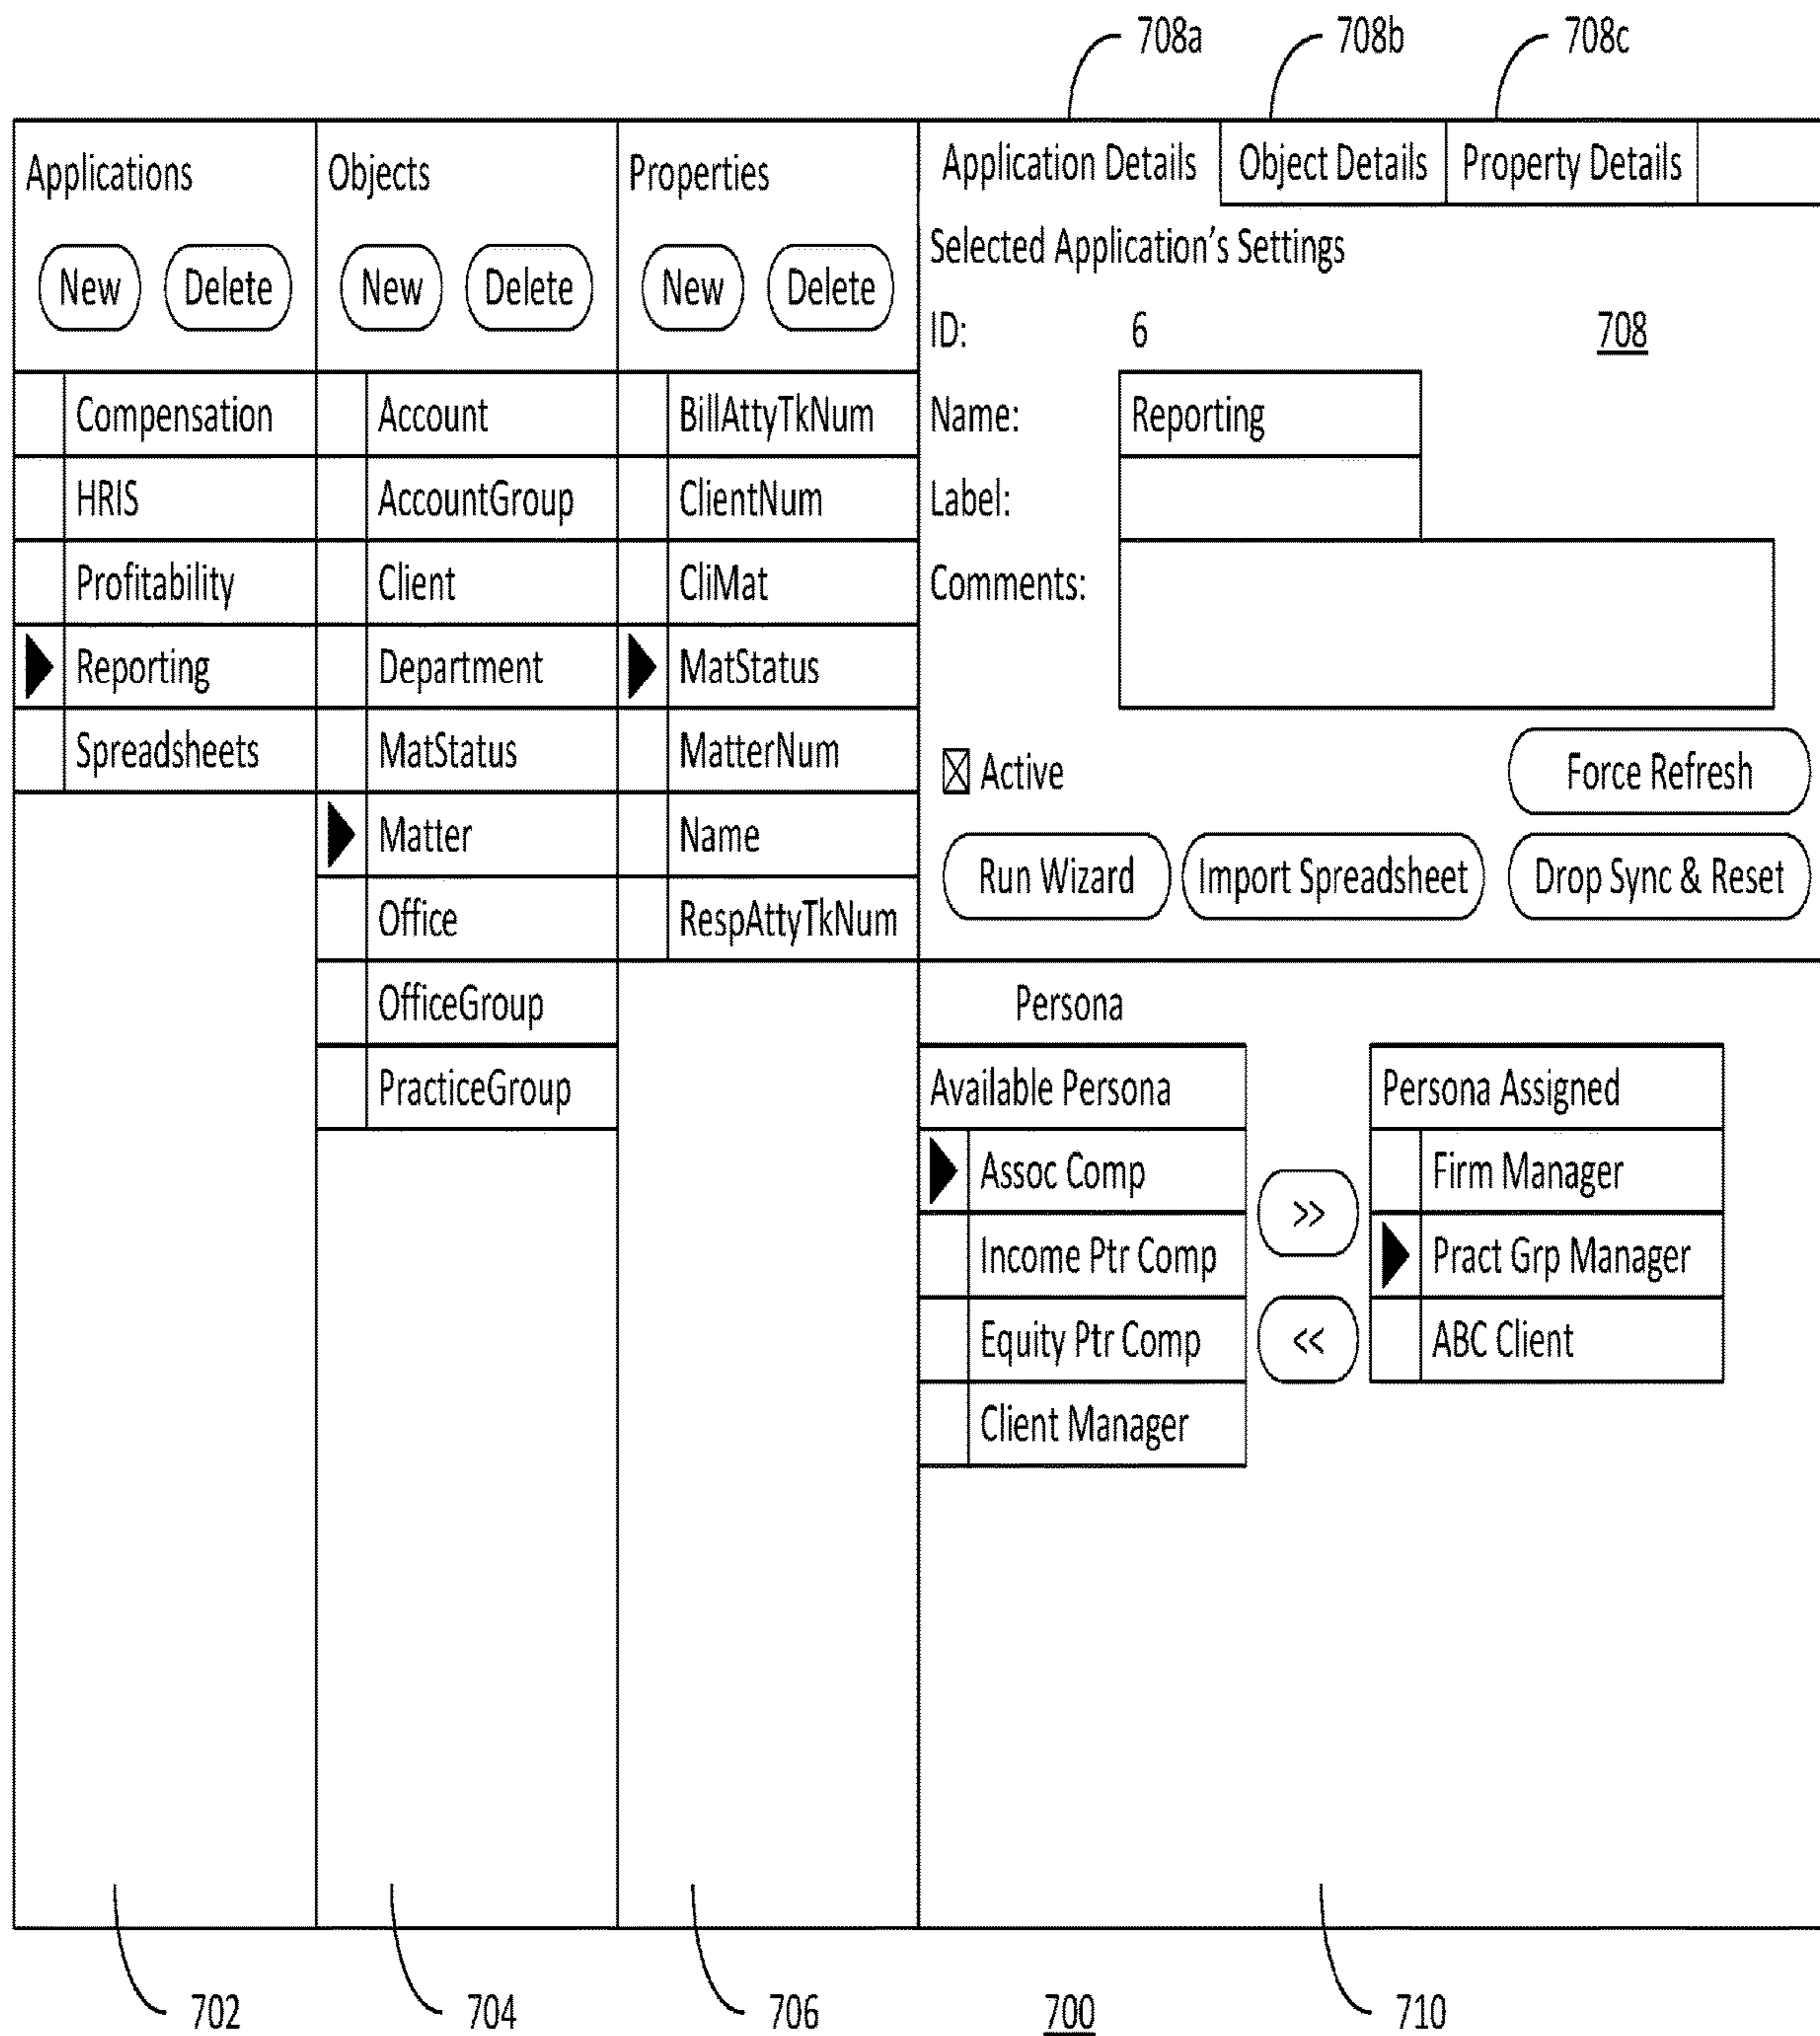 708a 708b 708c
Applications
New Delete
Compensation
HRIS
Profitability
Reporting
Spreadsheets
Objects
New Delete
Account
AccountGroup
Client
Department
MatStatus
Matter
Office
OfficeGroup
PracticeGroup
Properties
New Delete
BillAttyTkNum
ClientNum
CliMat
MatStatus
MatterNum
Name
RespAttyTkNum
Application Details Object Details Property Details
Selected Application's Settings
ID: 6 708
Name: Reporting
Label:
Comments:
Active Force Refresh
Run Wizard Import Spreadsheet Drop Sync & Reset
Persona
Available Persona
Assoc Comp
Income Ptr Comp
Equity Ptr Comp
Client Manager
>>
<<
Persona Assigned
Firm Manager
Pract Grp Manager
ABC Client
702 704 706 700 710